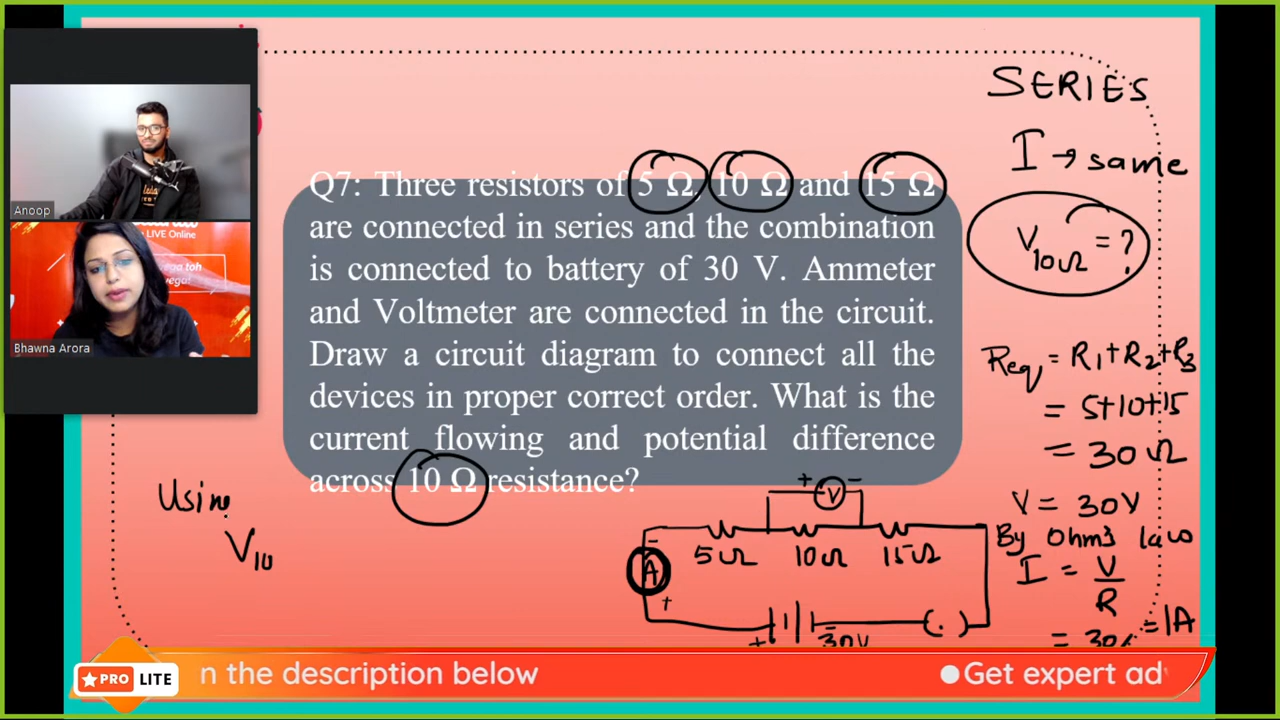 Anoop
LIVE Online
Bhawna Arora
Q7: Three resistors of 5 Ω, 10 Ω and 15 Ω
are connected in series and the combination
is connected to battery of 30 V. Ammeter
and Voltmeter are connected in the circuit.
Draw a circuit diagram to connect all the
devices in proper correct order. What is the
current flowing and potential difference
across 10 Ω resistance?
SERIES
I → same
V10Ω = ?
Req = R1+R2+R3
= 5+10+15
= 30Ω
V = 30V
By Ohm's law
I = V
R
= 1A
Using
V10
+ V -
5Ω 10Ω 15Ω
-
A
+
+ 30V ( . )
PRO LITE
n the description below
Get expert ad